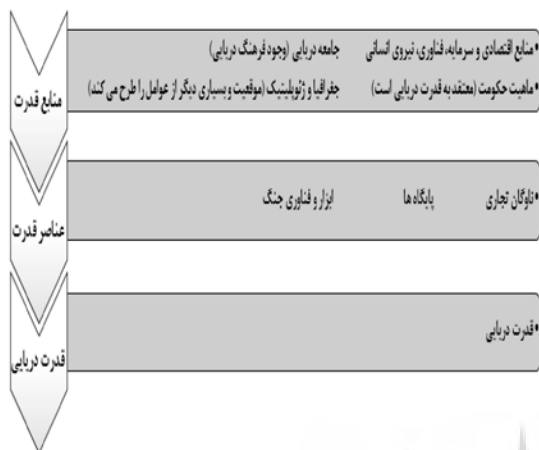 منابع قدرت
•منابع اقتصادی و سرمایه، فناوری، نیروی انسانی جامعه دریایی (وجود فرهنگ دریایی)
•ماهیت حکومت (معتقد به قدرت دریایی است) جغرافیا و ژئوپلیتیک (موقعیت و بسیاری دیگر از عوامل را طرح می کند)
عناصر قدرت
•ناوگان تجاری پایگاه ها ابزار و فناوری جنگ
قدرت دریایی
•قدرت دریایی